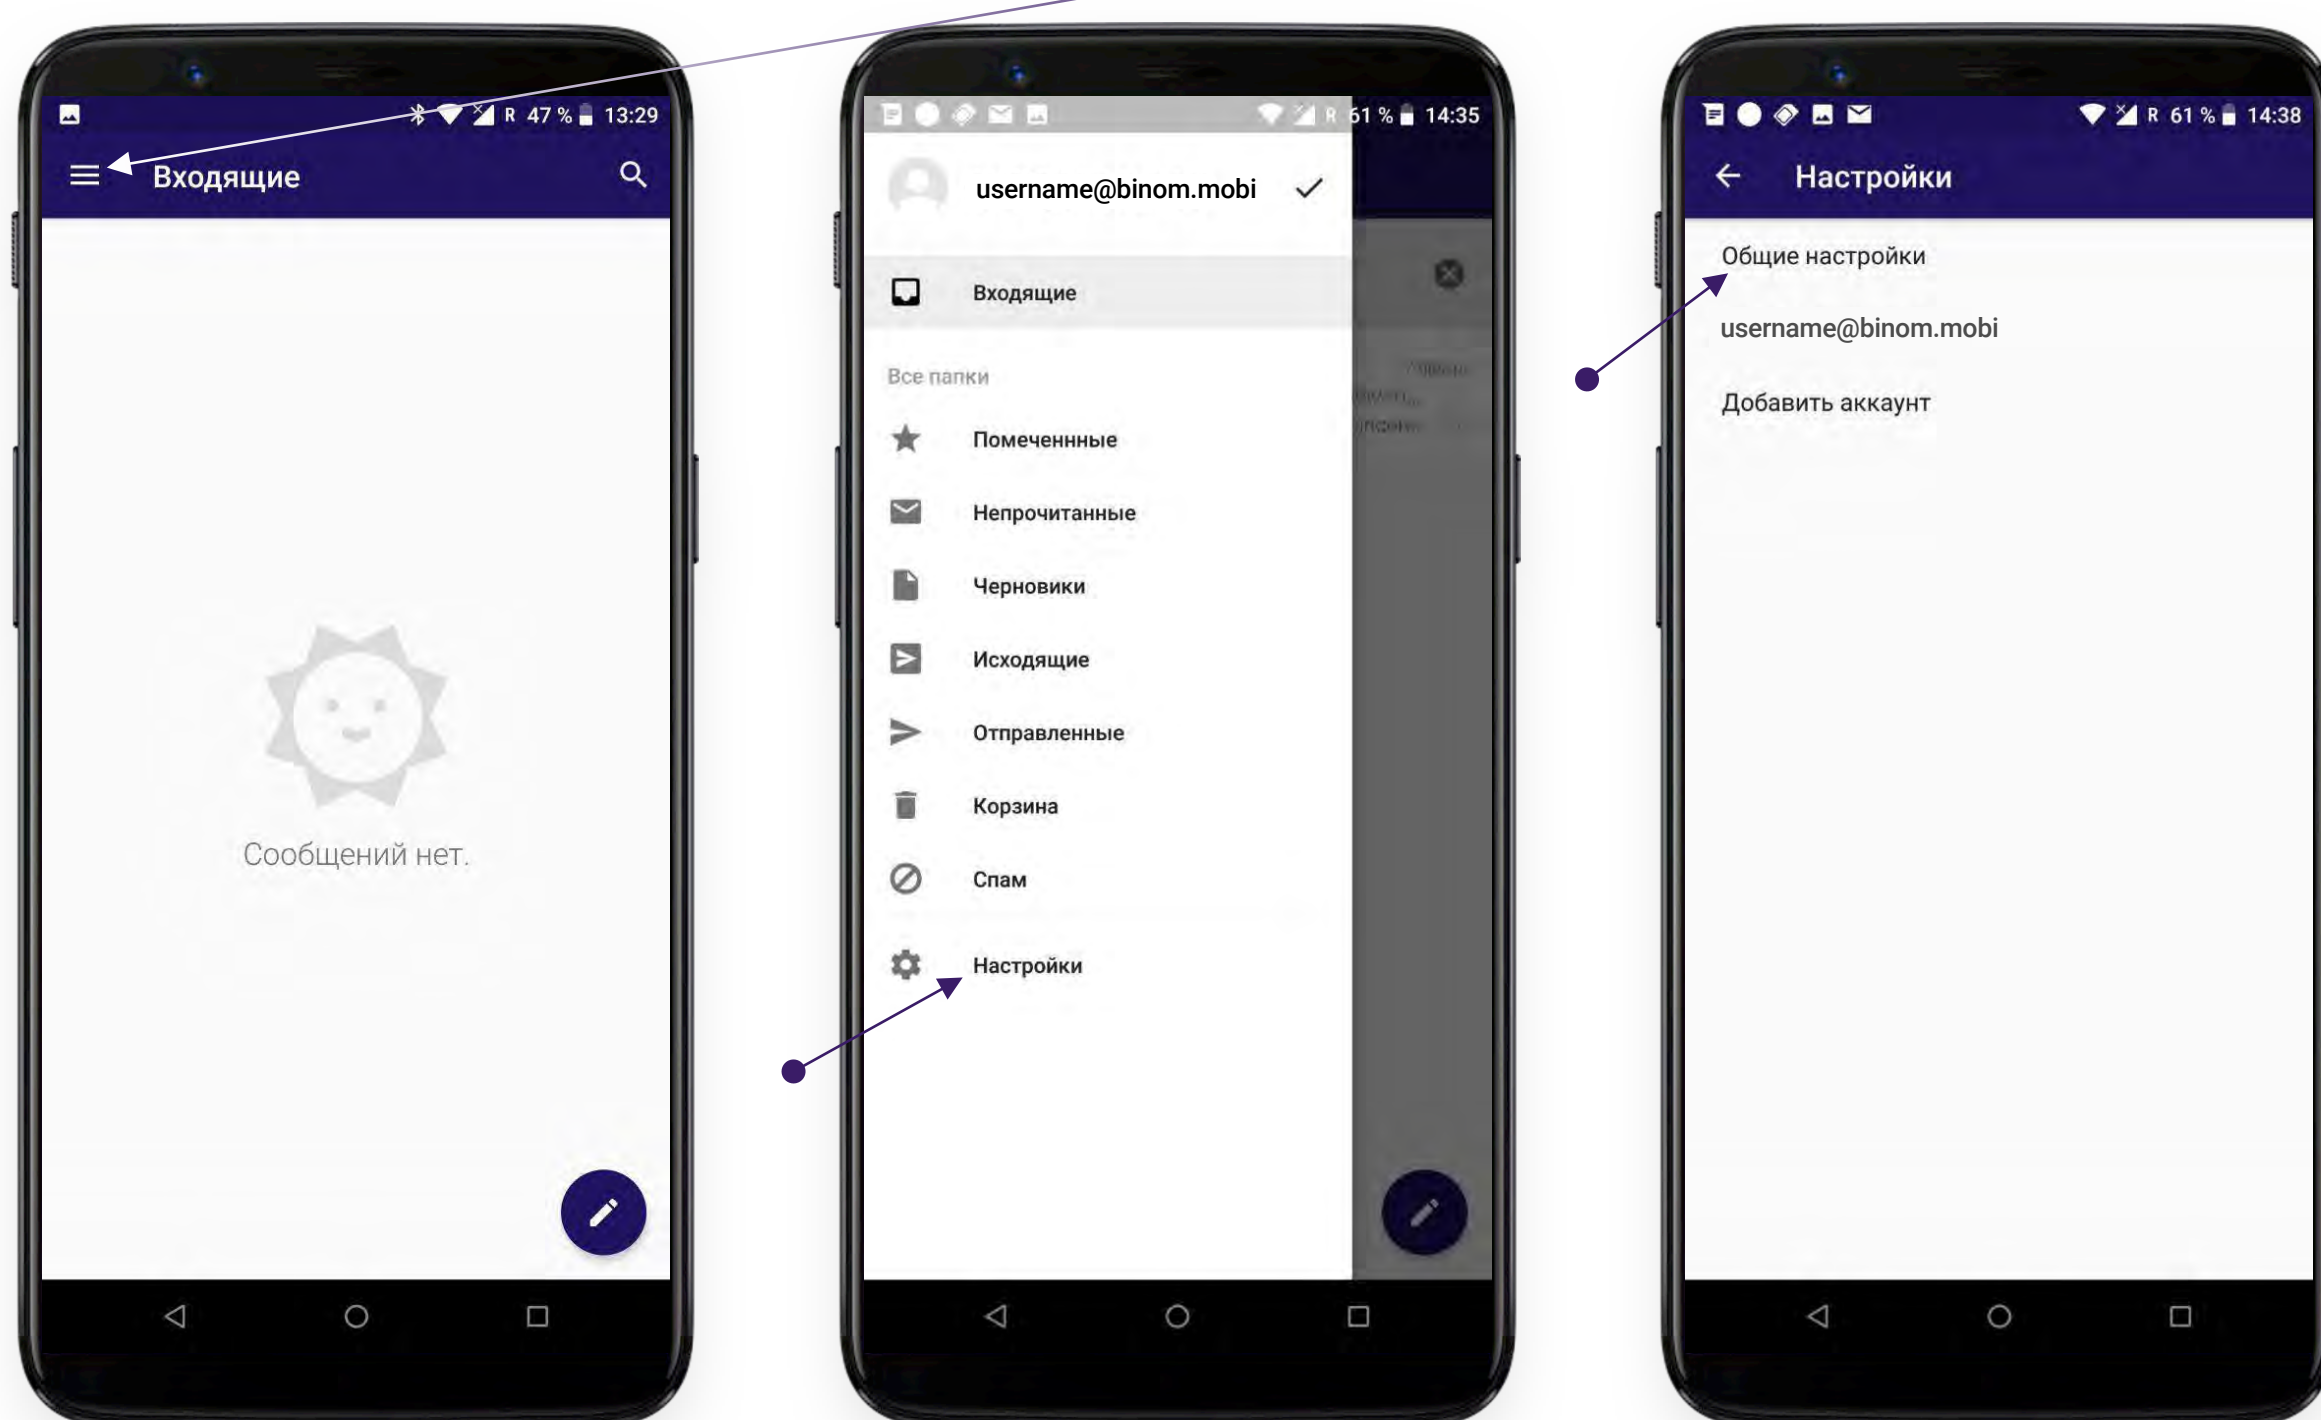 R 47 % 13:29
Входящие
Сообщений нет.
R 61 % 14:35
username@binom.mobi
Входящие
Все папки
Помеченнные
Непрочитанные
Черновики
Исходящие
Отправленные
Корзина
Спам
Настройки
R 61 % 14:38
Настройки
Общие настройки
username@binom.mobi
Добавить аккаунт